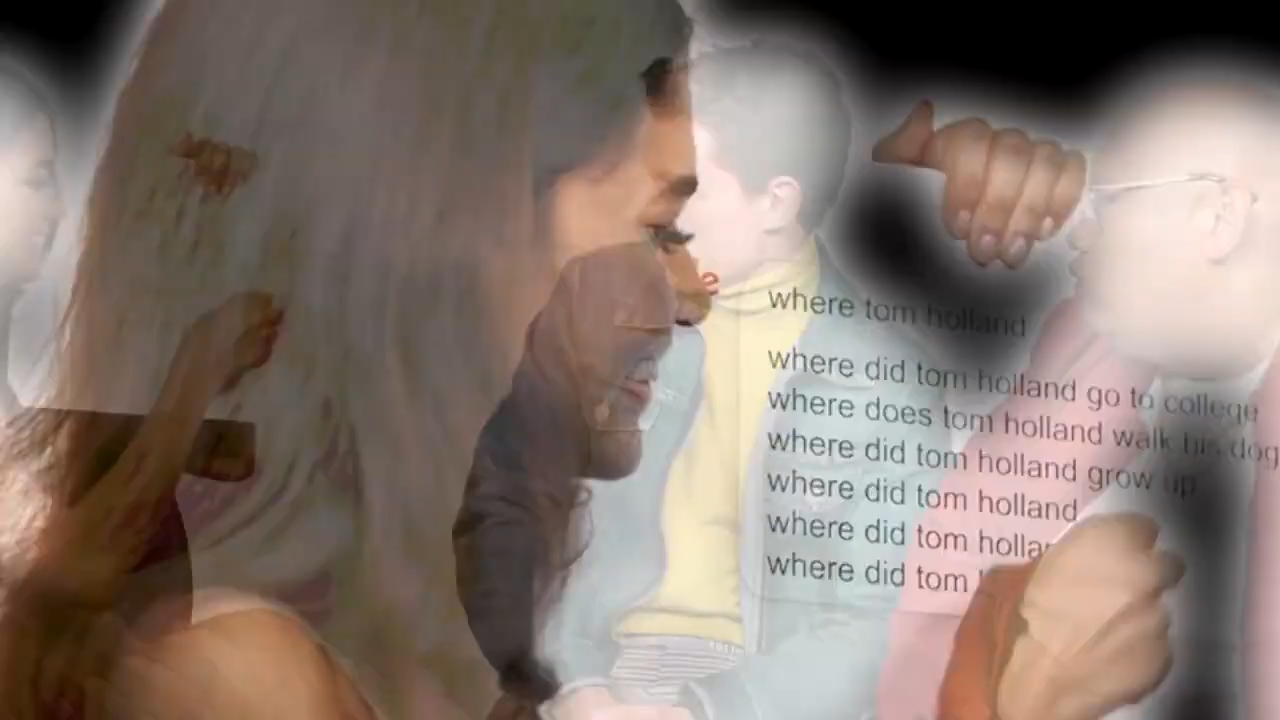 e
where tom holland
where did tom holland go to college
where does tom holland walk his dog
where did tom holland grow up
where did tom holland
where did tom holla
where did tom